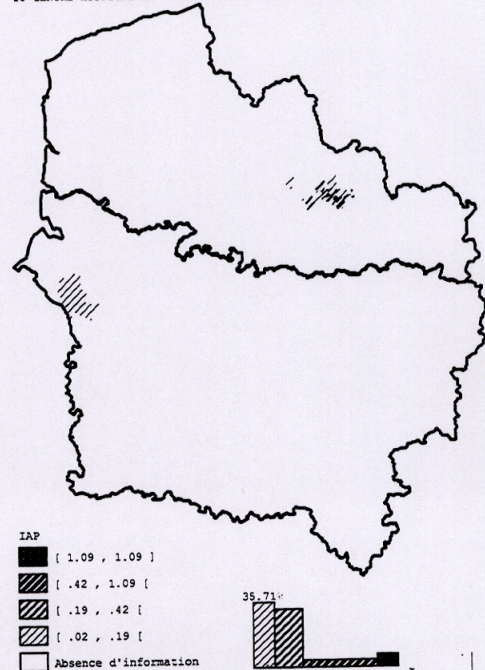 IAP
[ 1.09 , 1.09 ]
[ .42 , 1.09 [
[ .19 , .42 [
[ .02 , .19 [
Absence d'information
35.71%